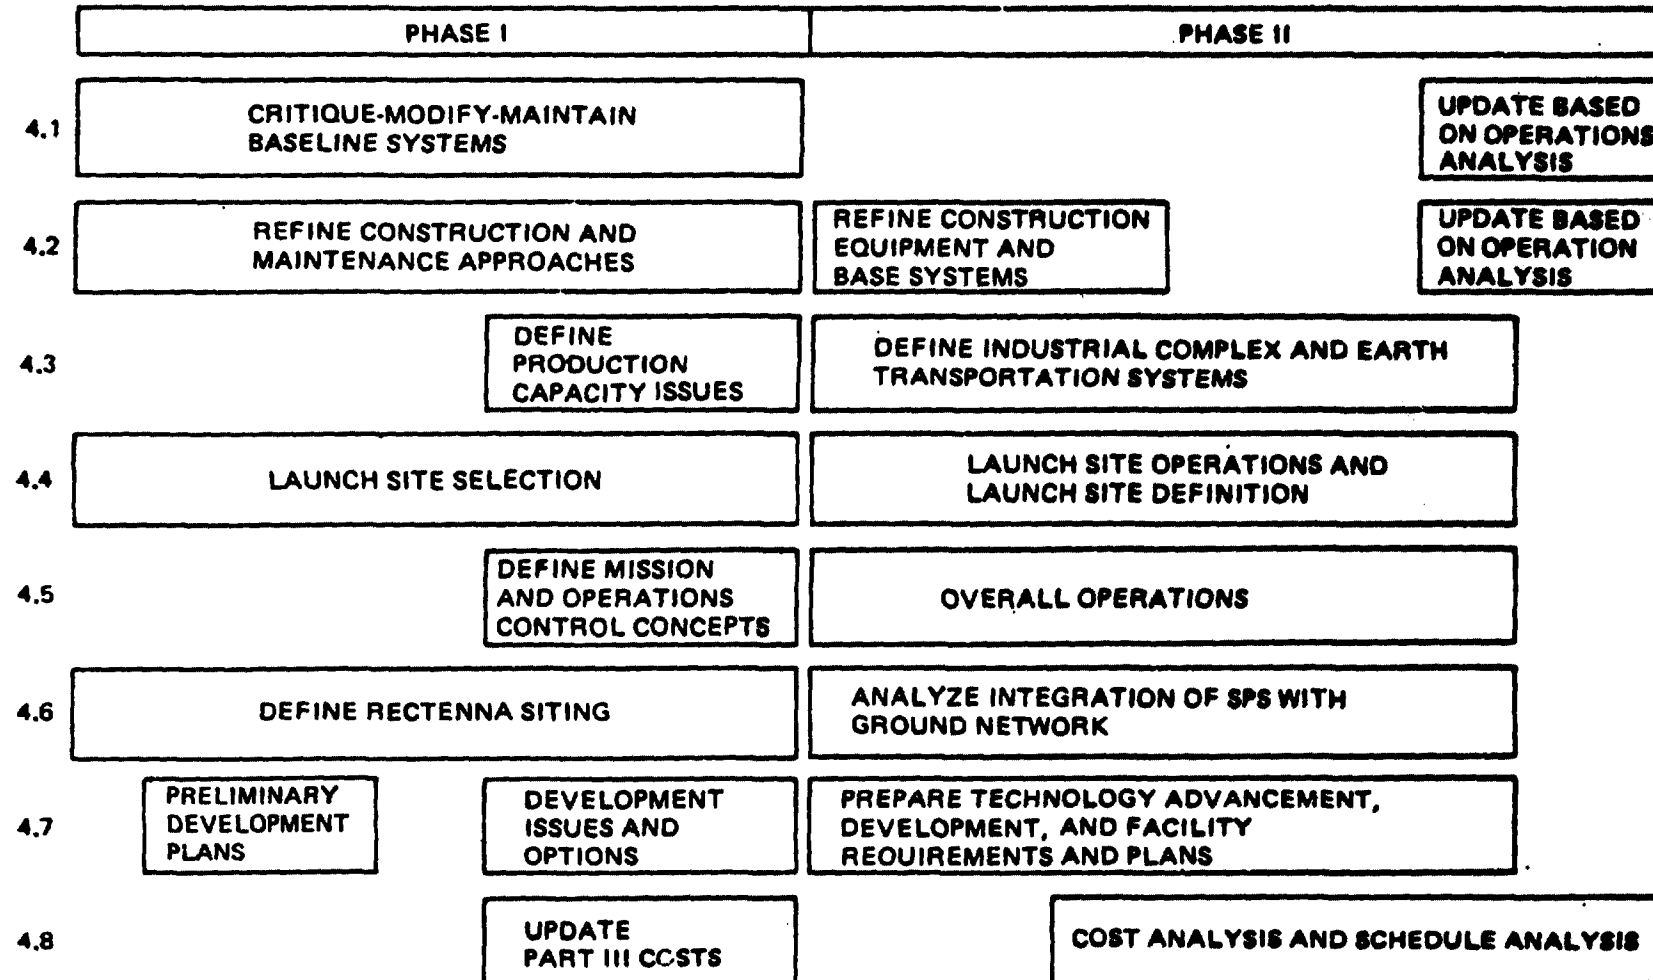 PHASE I
PHASE II
4.1
CRITIQUE-MODIFY-MAINTAIN
BASELINE SYSTEMS
UPDATE BASED
ON OPERATIONS
ANALYSIS
4.2
REFINE CONSTRUCTION AND
MAINTENANCE APPROACHES
REFINE CONSTRUCTION
EQUIPMENT AND
BASE SYSTEMS
UPDATE BASED
ON OPERATION
ANALYSIS
4.3
DEFINE
PRODUCTION
CAPACITY ISSUES
DEFINE INDUSTRIAL COMPLEX AND EARTH
TRANSPORTATION SYSTEMS
4.4
LAUNCH SITE SELECTION
LAUNCH SITE OPERATIONS AND
LAUNCH SITE DEFINITION
4.5
DEFINE MISSION
AND OPERATIONS
CONTROL CONCEPTS
OVERALL OPERATIONS
4.6
DEFINE RECTENNA SITING
ANALYZE INTEGRATION OF SPS WITH
GROUND NETWORK
4.7
PRELIMINARY
DEVELOPMENT
PLANS
DEVELOPMENT
ISSUES AND
OPTIONS
PREPARE TECHNOLOGY ADVANCEMENT,
DEVELOPMENT, AND FACILITY
REQUIREMENTS AND PLANS
4.8
UPDATE
PART III COSTS
COST ANALYSIS AND SCHEDULE ANALYSIS